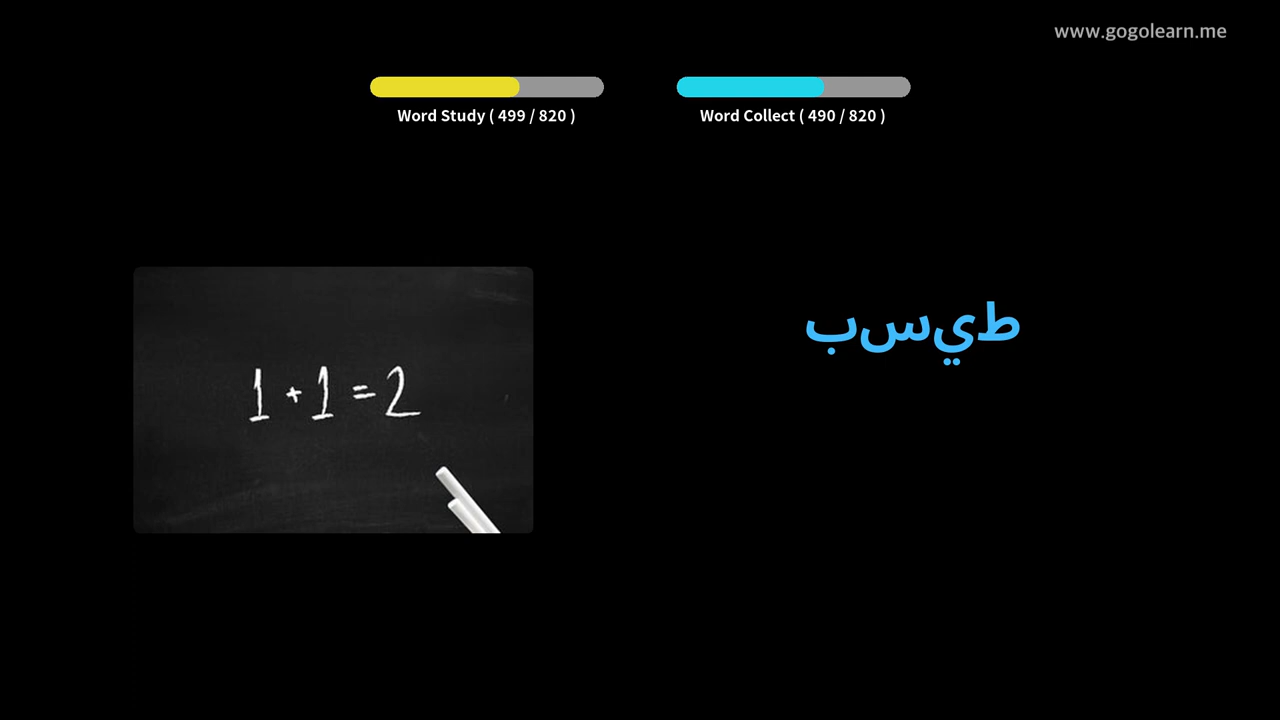 www.gogolearn.me
Word Study ( 499 / 820 )
Word Collect ( 490 / 820 )
بسيط
1 + 1 = 2